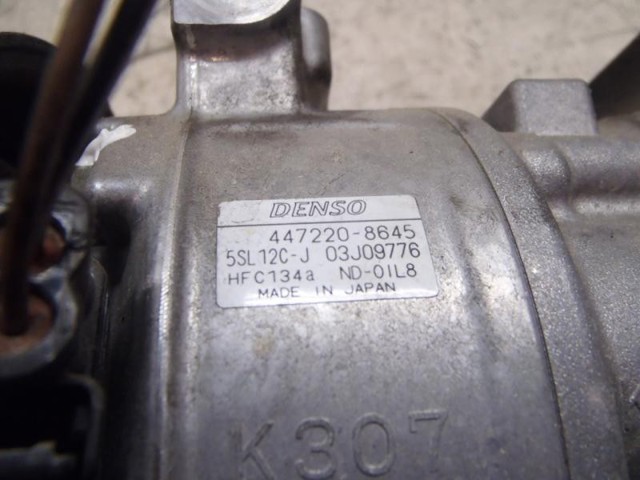 DENSO
447220-8645
5SL12C-J 03J09776
HFC134a ND-OIL8
MADE IN JAPAN
K307